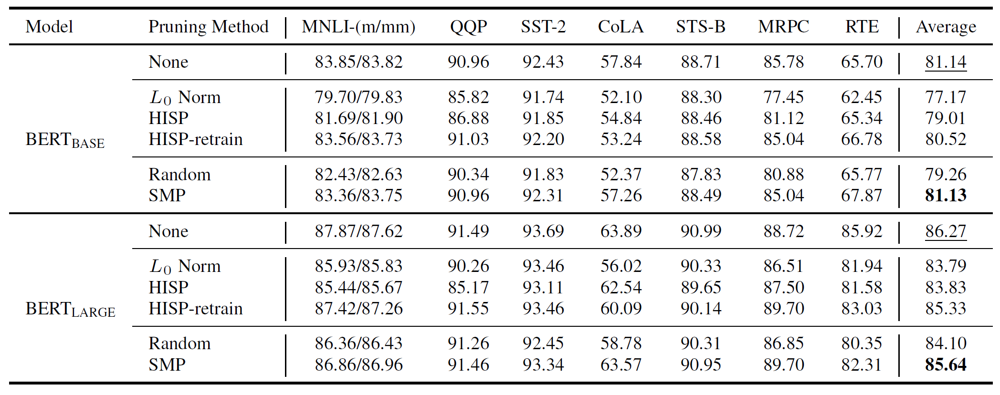 Model Pruning Method MNLI-(m/mm) QQP SST-2 CoLA STS-B MRPC RTE Average
None 83.85/83.82 90.96 92.43 57.84 88.71 85.78 65.70 81.14
L0 Norm 79.70/79.83 85.82 91.74 52.10 88.30 77.45 62.45 77.17
HISP 81.69/81.90 86.88 91.85 54.84 88.46 81.12 65.34 79.01
BERTBASE HISP-retrain 83.56/83.73 91.03 92.20 53.24 88.58 85.04 66.78 80.52
Random 82.43/82.63 90.34 91.83 52.37 87.83 80.88 65.77 79.26
SMP 83.36/83.75 90.96 92.31 57.26 88.49 85.04 67.87 81.13
None 87.87/87.62 91.49 93.69 63.89 90.99 88.72 85.92 86.27
L0 Norm 85.93/85.83 90.26 93.46 56.02 90.33 86.51 81.94 83.79
HISP 85.44/85.67 85.17 93.11 62.54 89.65 87.50 81.58 83.83
BERTLARGE HISP-retrain 87.42/87.26 91.55 93.46 60.09 90.14 89.70 83.03 85.33
Random 86.36/86.43 91.26 92.45 58.78 90.31 86.85 80.35 84.10
SMP 86.86/86.96 91.46 93.34 63.57 90.95 89.70 82.31 85.64